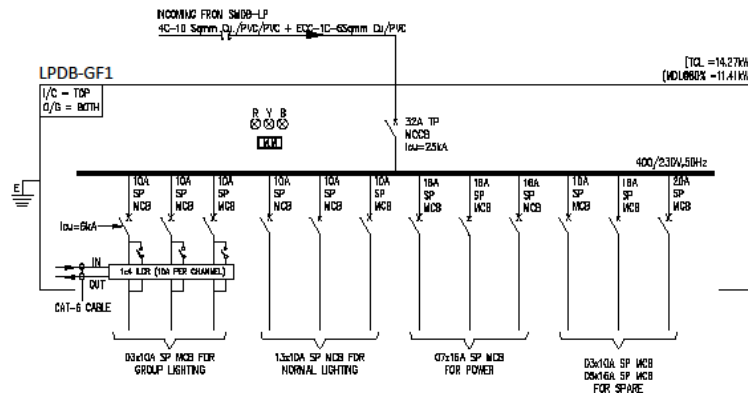 INCOMING FROM SMDB-LP
4C-10 Sqmm Cu/PVC/PVC + ECC-1C-6Sqmm Cu/PVC
LPDB-GF1
[TCL =14.27kW
(MDL@80% =11.41kW
I/C - TOP
O/G = BOTH
R Y B
32A TP
MCCB
Icu=25kA
400/230V,50Hz
E
10A SP MCB
10A SP MCB
10A SP MCB
10A SP MCB
10A SP MCB
10A SP MCB
16A SP MCB
16A SP MCB
16A SP MCB
10A SP MCB
16A SP MCB
20A SP MCB
Icu=6kA
IN
1x4 LCR (10A PER CHANNEL)
OUT
CAT-6 CABLE
03x10A SP MCB FOR
GROUP LIGHTING
13x10A SP MCB FOR
NORMAL LIGHTING
07x16A SP MCB
FOR POWER
03x10A SP MCB
SP MCB
FOR SPARE